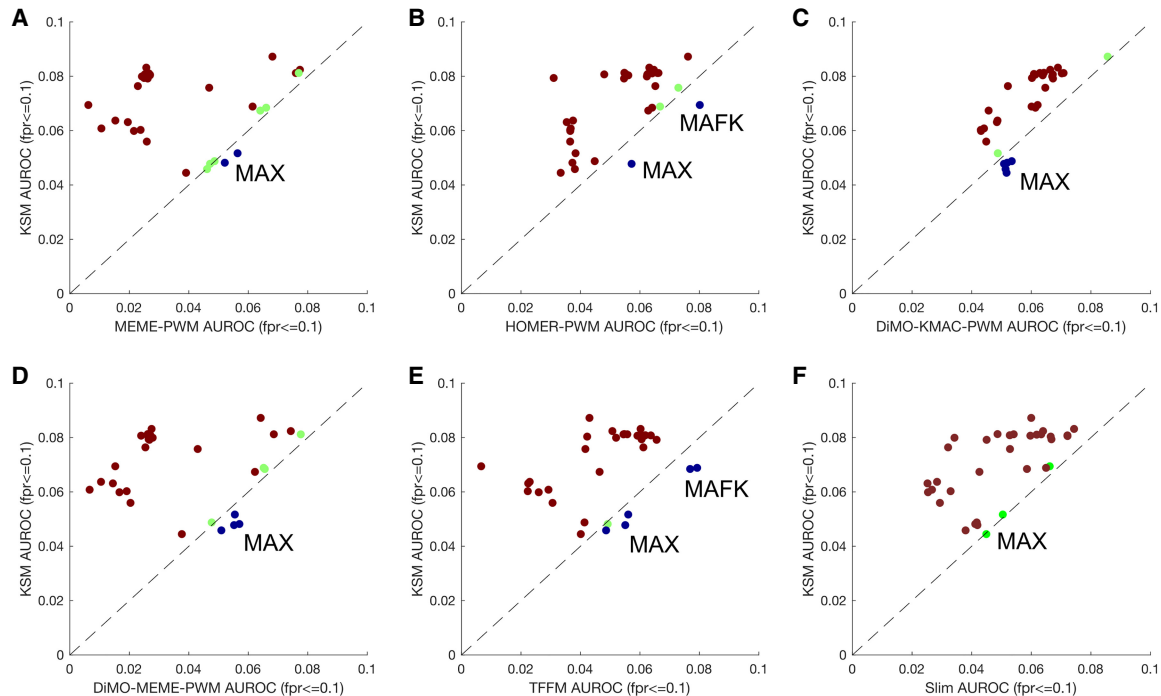 A
KSM AUROC (fpr<=0.1)
0.1
0.08
0.06
0.04
0.02
0
MAX
0 0.02 0.04 0.06 0.08 0.1
MEME-PWM AUROC (fpr<=0.1)
B
KSM AUROC (fpr<=0.1)
0.1
0.08
0.06
0.04
0.02
0
MAFK
MAX
0 0.02 0.04 0.06 0.08 0.1
HOMER-PWM AUROC (fpr<=0.1)
C
KSM AUROC (fpr<=0.1)
0.1
0.08
0.06
0.04
0.02
0
MAX
0 0.02 0.04 0.06 0.08 0.1
DiMO-KMAC-PWM AUROC (fpr<=0.1)
D
KSM AUROC (fpr<=0.1)
0.1
0.08
0.06
0.04
0.02
0
MAX
0 0.02 0.04 0.06 0.08 0.1
DiMO-MEME-PWM AUROC (fpr<=0.1)
E
KSM AUROC (fpr<=0.1)
0.1
0.08
0.06
0.04
0.02
0
MAFK
MAX
0 0.02 0.04 0.06 0.08 0.1
TFFM AUROC (fpr<=0.1)
F
KSM AUROC (fpr<=0.1)
0.1
0.08
0.06
0.04
0.02
0
MAX
0 0.02 0.04 0.06 0.08 0.1
Slim AUROC (fpr<=0.1)